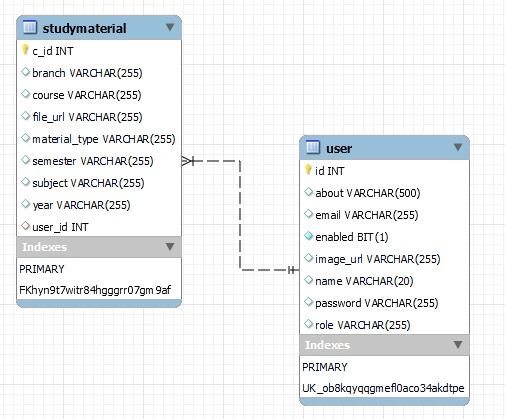 studymaterial
c_id INT
branch VARCHAR(255)
course VARCHAR(255)
file_url VARCHAR(255)
material_type VARCHAR(255)
semester VARCHAR(255)
subject VARCHAR(255)
year VARCHAR(255)
user_id INT
Indexes
PRIMARY
FKhyn9t7witr84hgggrr07gm9af
user
id INT
about VARCHAR(500)
email VARCHAR(255)
enabled BIT(1)
image_url VARCHAR(255)
name VARCHAR(20)
password VARCHAR(255)
role VARCHAR(255)
Indexes
PRIMARY
UK_ob8kqyqqgmefl0aco34akdtpe